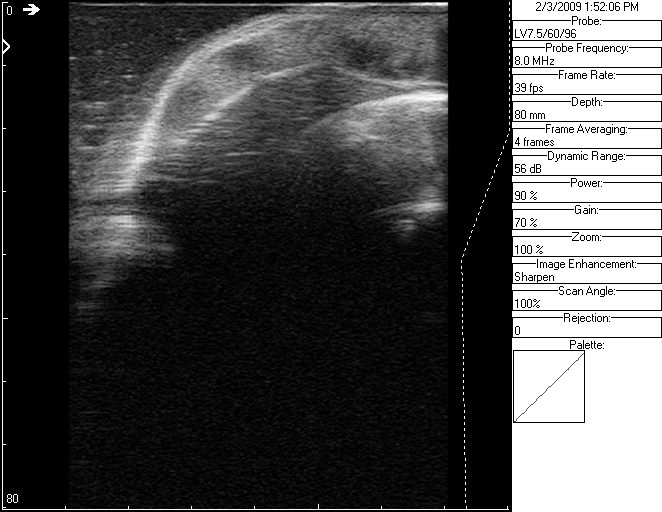 0
80
2/3/2009 1:52:06 PM
Probe:
LV7.5/60/96
Probe Frequency:
8.0 MHz
Frame Rate:
39 fps
Depth:
80 mm
Frame Averaging:
4 frames
Dynamic Range:
56 dB
Power:
90 %
Gain:
70 %
Zoom:
100 %
Image Enhancement:
Sharpen
Scan Angle:
100%
Rejection:
0
Palette: